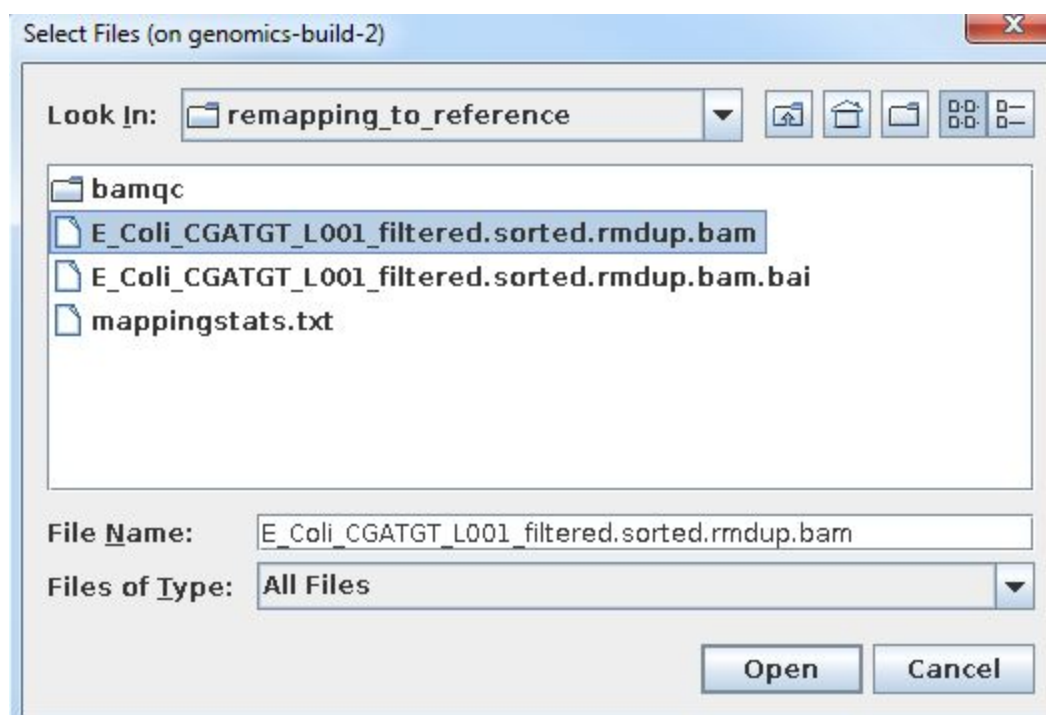 Select Files (on genomics-build-2)
Look In: remapping_to_reference
bamqc
E_Coli_CGATGT_L001_filtered.sorted.rmdup.bam
E_Coli_CGATGT_L001_filtered.sorted.rmdup.bam.bai
mappingstats.txt
File Name: E_Coli_CGATGT_L001_filtered.sorted.rmdup.bam
Files of Type: All Files
Open Cancel